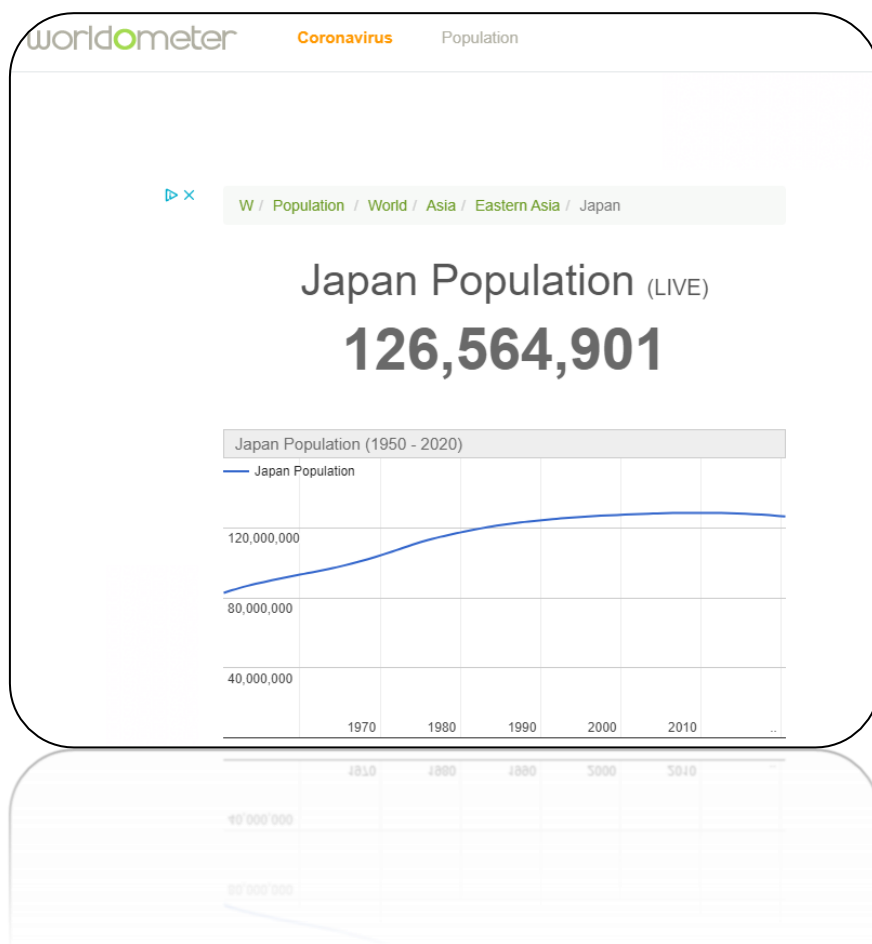 worldometer Coronavirus Population
W / Population / World / Asia / Eastern Asia / Japan
Japan Population (LIVE)
126,564,901
Japan Population (1950 - 2020)
Japan Population
120,000,000
80,000,000
40,000,000
1970 1980 1990 2000 2010 ..